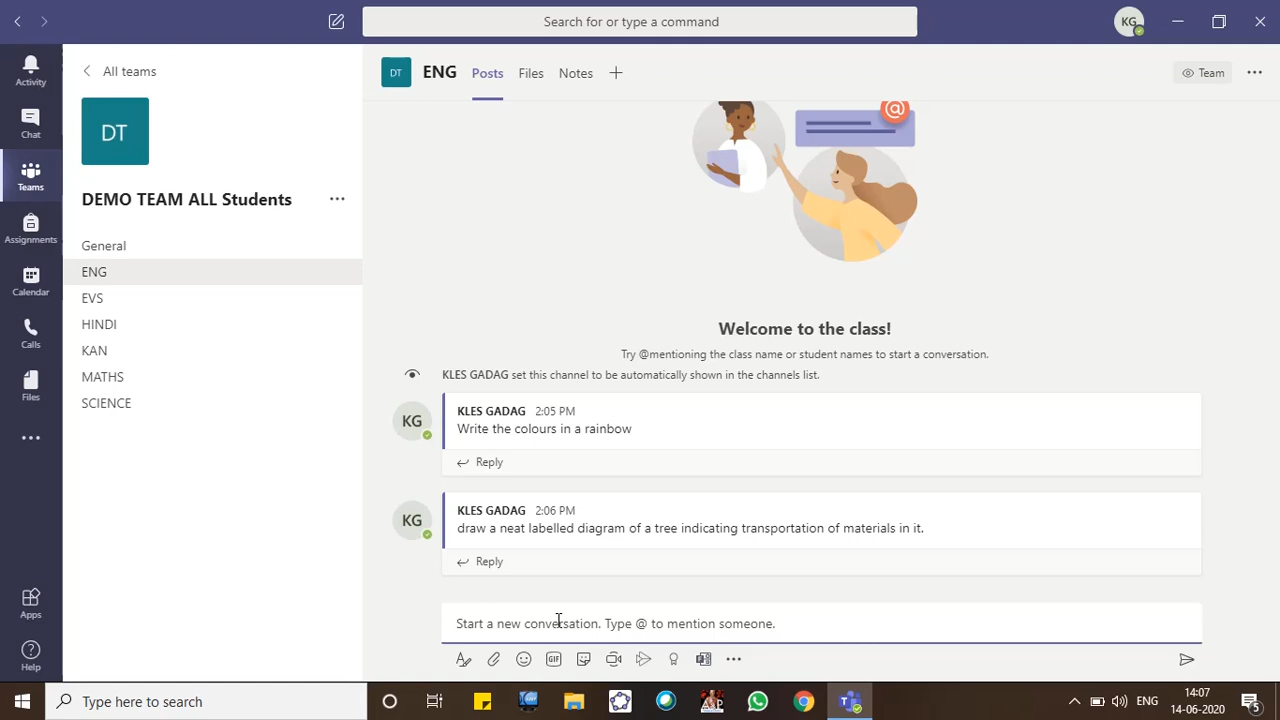 Search for or type a command
KG
Activity
Chat
Teams
Assignments
Calendar
Calls
Files
Apps
Help
All teams
DT
DEMO TEAM ALL Students
General
ENG
EVS
HINDI
KAN
MATHS
SCIENCE
DT
ENG
Posts
Files
Notes
Team
@
Welcome to the class!
Try @mentioning the class name or student names to start a conversation.
KLES GADAG set this channel to be automatically shown in the channels list.
KG
KLES GADAG 2:05 PM
Write the colours in a rainbow
Reply
KG
KLES GADAG 2:06 PM
draw a neat labelled diagram of a tree indicating transportation of materials in it.
Reply
Start a new conversation. Type @ to mention someone.
GIF
Type here to search
ENG
14:07
14-06-2020